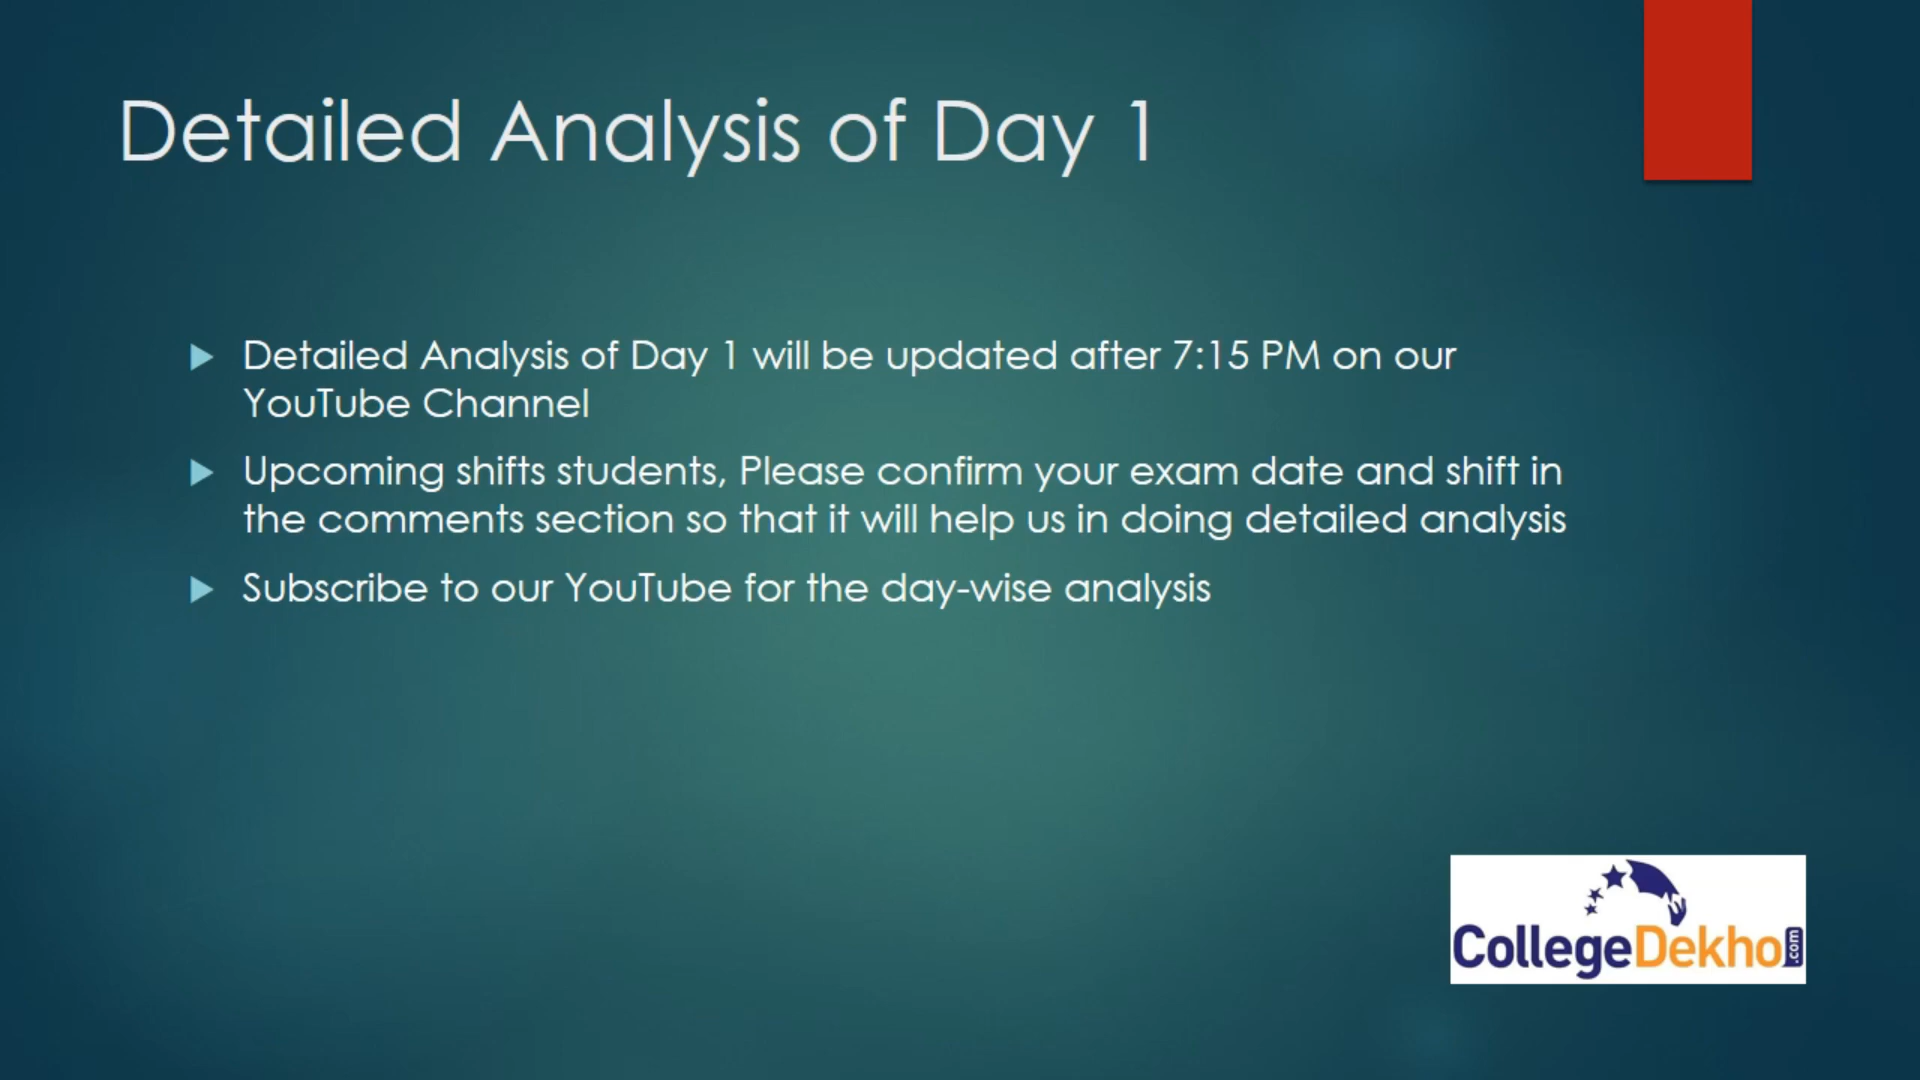 Detailed Analysis of Day 1
Detailed Analysis of Day 1 will be updated after 7:15 PM on our
YouTube Channel
Upcoming shifts students, Please confirm your exam date and shift in
the comments section so that it will help us in doing detailed analysis
Subscribe to our YouTube for the day-wise analysis
CollegeDekho.com